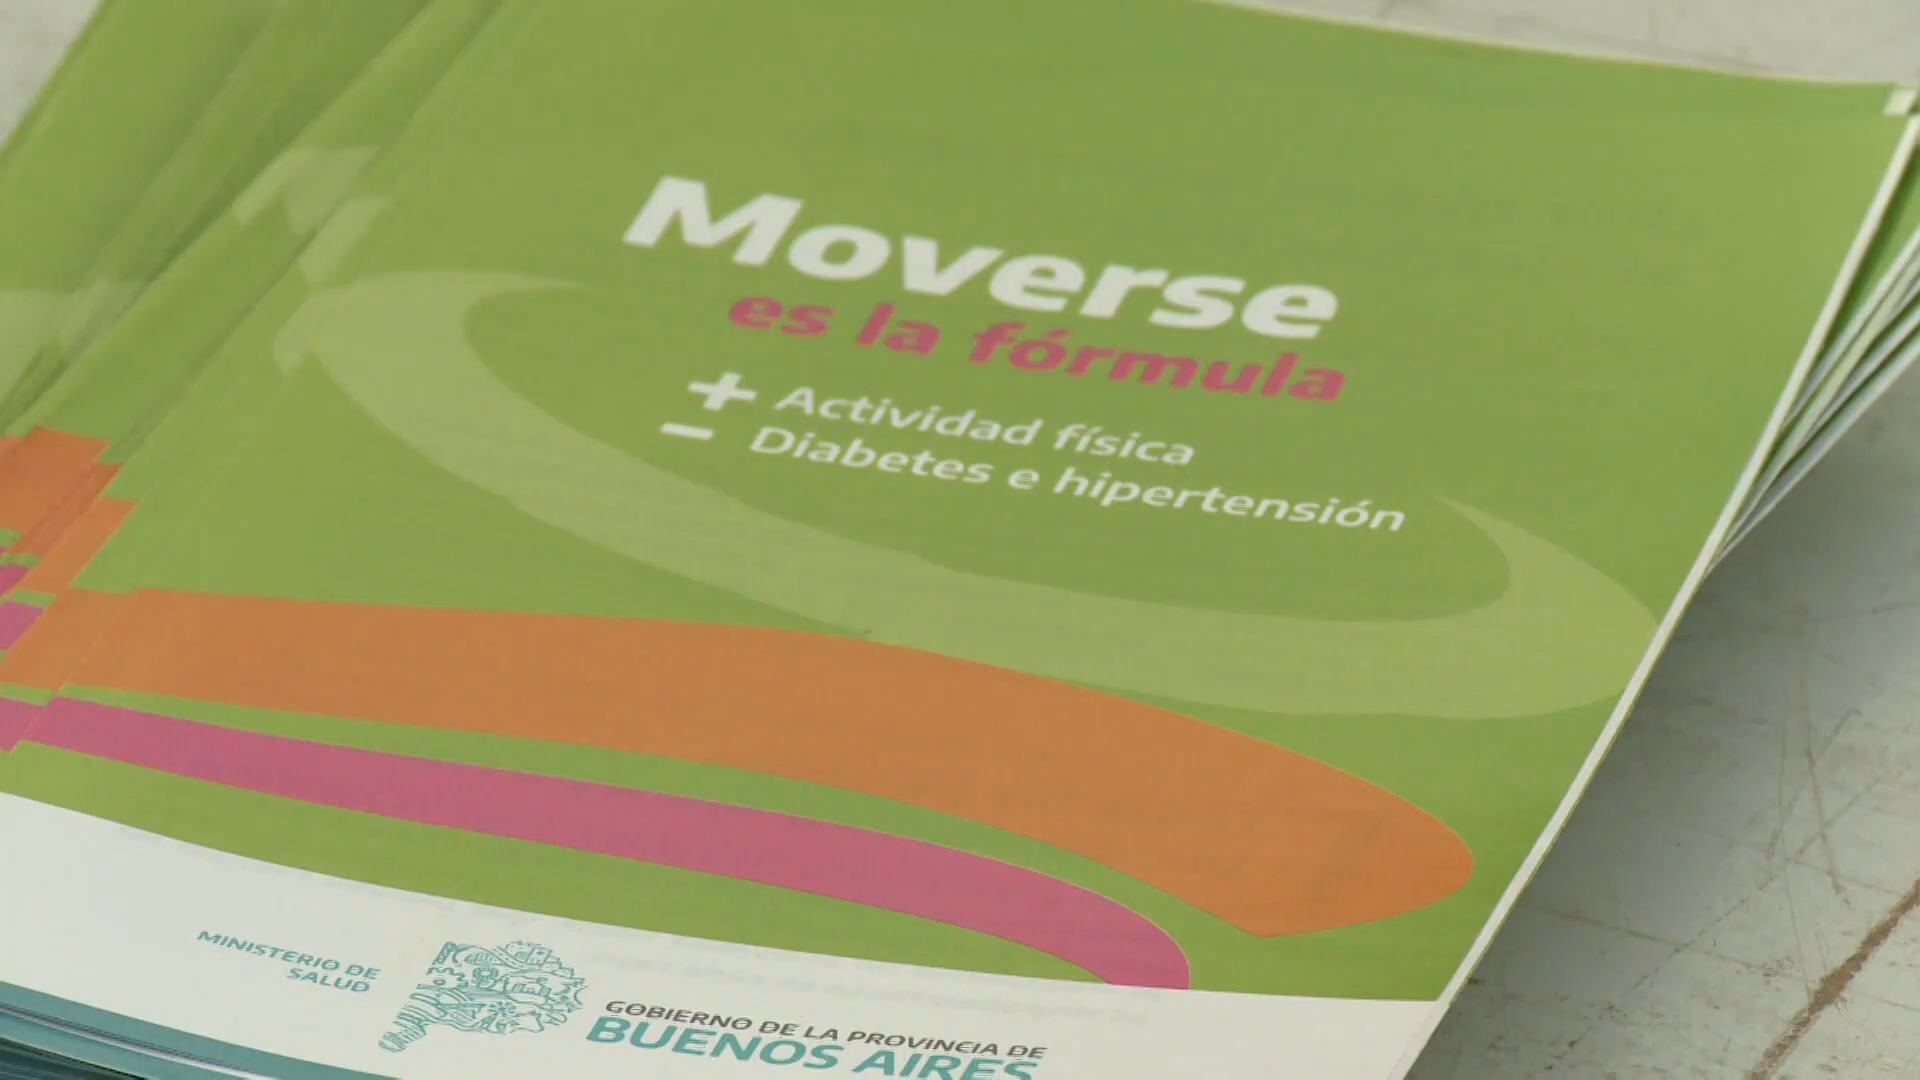 Moverse
es la fórmula
+ Actividad física
- Diabetes e hipertensión
MINISTERIO DE
SALUD
GOBIERNO DE LA PROVINCIA DE
BUENOS AIRES